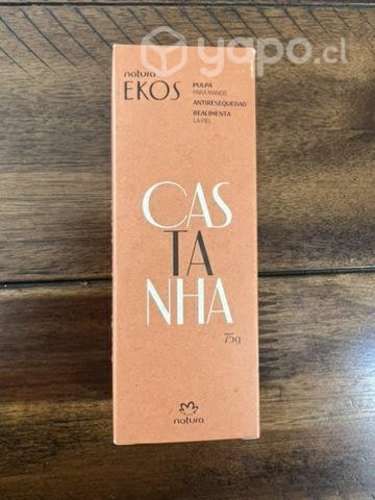 yapo.cl
natura
EKOS
PULPA
PARA MANOS
ANTIRESEQUEDAD
REALIMENTA
LA PIEL
CAS
TA
NHA
75g
natura